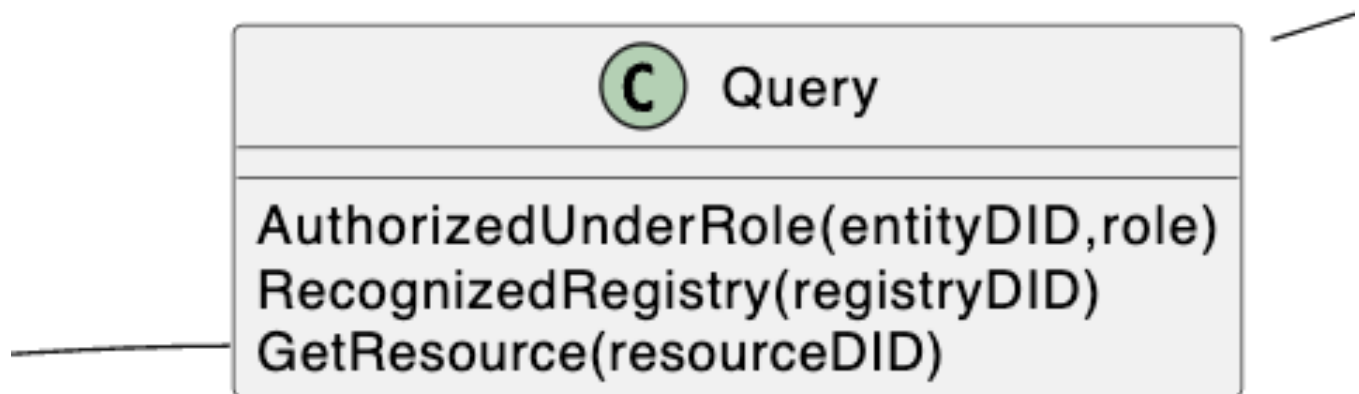 C Query
AuthorizedUnderRole(entityDID,role)
RecognizedRegistry(registryDID)
GetResource(resourceDID)